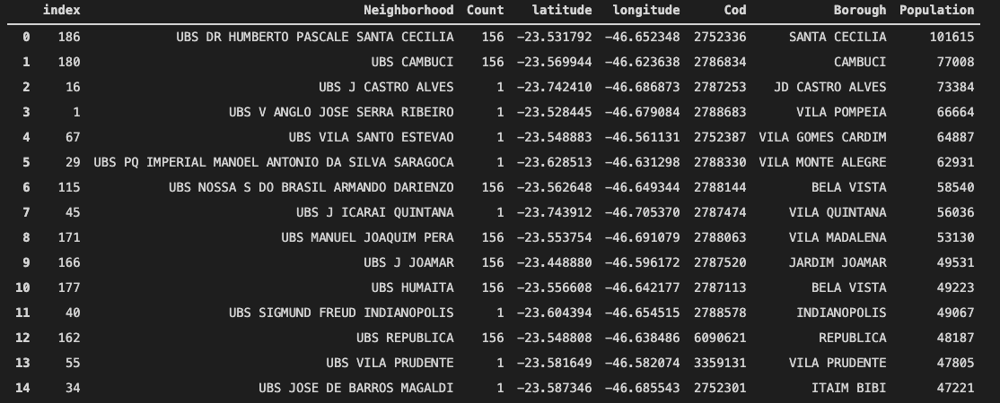 index Neighborhood Count latitude longitude Cod Borough Population
0 186 UBS DR HUMBERTO PASCALE SANTA CECILIA 156 -23.531792 -46.652348 2752336 SANTA CECILIA 101615
1 180 UBS CAMBUCI 156 -23.569944 -46.623638 2786834 CAMBUCI 77008
2 16 UBS J CASTRO ALVES 1 -23.742410 -46.686873 2787253 JD CASTRO ALVES 73384
3 1 UBS V ANGLO JOSE SERRA RIBEIRO 1 -23.528445 -46.679084 2788683 VILA POMPEIA 66664
4 67 UBS VILA SANTO ESTEVAO 1 -23.548883 -46.561131 2752387 VILA GOMES CARDIM 64887
5 29 UBS PQ IMPERIAL MANOEL ANTONIO DA SILVA SARAGOCA 1 -23.628513 -46.631298 2788330 VILA MONTE ALEGRE 62931
6 115 UBS NOSSA S DO BRASIL ARMANDO DARIENZO 156 -23.562648 -46.649344 2788144 BELA VISTA 58540
7 45 UBS J ICARAI QUINTANA 1 -23.743912 -46.705370 2787474 VILA QUINTANA 56036
8 171 UBS MANUEL JOAQUIM PERA 156 -23.553754 -46.691079 2788063 VILA MADALENA 53130
9 166 UBS J JOAMAR 156 -23.448880 -46.596172 2787520 JARDIM JOAMAR 49531
10 177 UBS HUMAITA 156 -23.556608 -46.642177 2787113 BELA VISTA 49223
11 40 UBS SIGMUND FREUD INDIANOPOLIS 1 -23.604394 -46.654515 2788578 INDIANOPOLIS 49067
12 162 UBS REPUBLICA 156 -23.548808 -46.638486 6090621 REPUBLICA 48187
13 55 UBS VILA PRUDENTE 1 -23.581649 -46.582074 3359131 VILA PRUDENTE 47805
14 34 UBS JOSE DE BARROS MAGALDI 1 -23.587346 -46.685543 2752301 ITAIM BIBI 47221